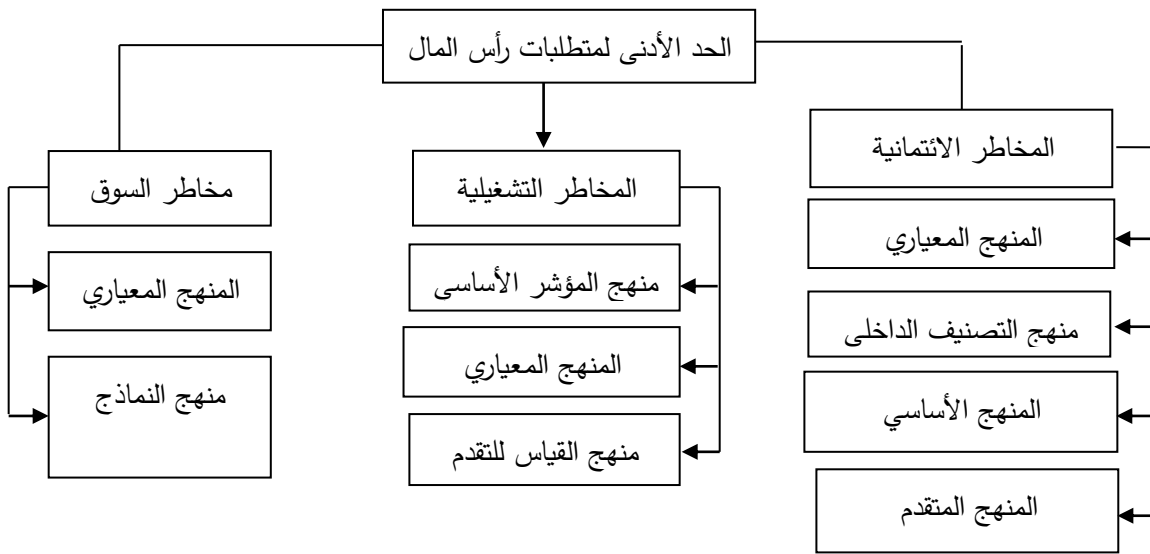 الحد الأدنى لمتطلبات رأس المال
المخاطر الائتمانية
المنهج المعياري
منهج التصنيف الداخلى
المنهج الأساسي
المنهج المتقدم
المخاطر التشغيلية
منهج المؤشر الأساسى
المنهج المعياري
منهج القياس للتقدم
مخاطر السوق
المنهج المعياري
منهج النماذج